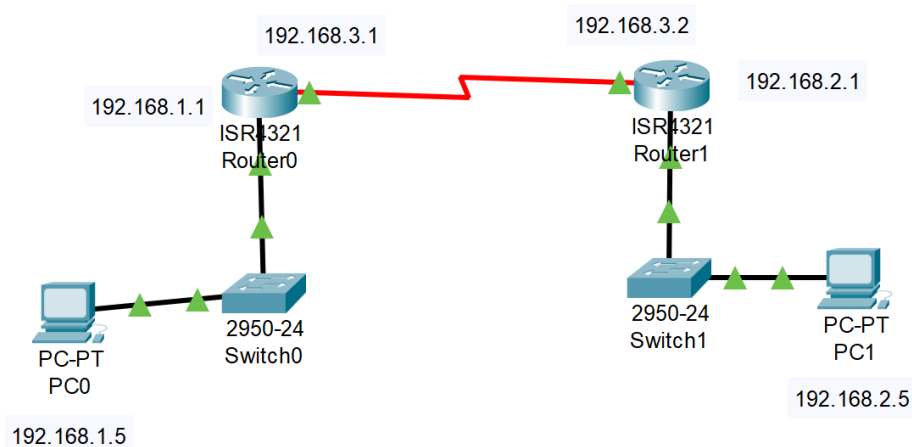 192.168.3.1
192.168.3.2
192.168.1.1
192.168.2.1
ISR4321
Router0
ISR4321
Router1
2950-24
Switch0
2950-24
Switch1
PC-PT
PC0
PC-PT
PC1
192.168.1.5
192.168.2.5